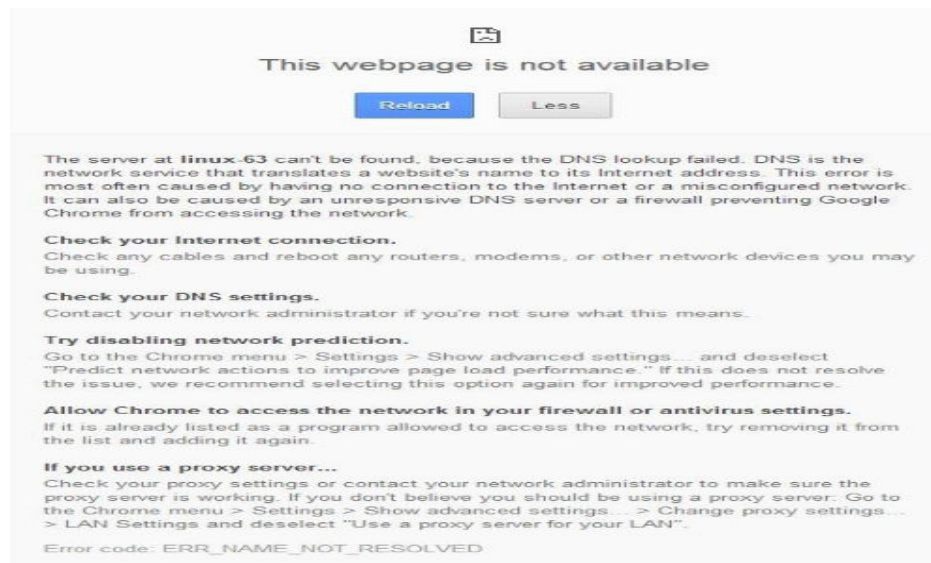 This webpage is not available
Reload Less
The server at linux-63 can't be found, because the DNS lookup failed. DNS is the
network service that translates a website's name to its Internet address. This error is
most often caused by having no connection to the Internet or a misconfigured network.
It can also be caused by an unresponsive DNS server or a firewall preventing Google
Chrome from accessing the network.
Check your Internet connection.
Check any cables and reboot any routers, modems, or other network devices you may
be using.
Check your DNS settings.
Contact your network administrator if you're not sure what this means.
Try disabling network prediction.
Go to the Chrome menu > Settings > Show advanced settings... and deselect
"Predict network actions to improve page load performance." If this does not resolve
the issue, we recommend selecting this option again for improved performance.
Allow Chrome to access the network in your firewall or antivirus settings.
If it is already listed as a program allowed to access the network, try removing it from
the list and adding it again.
If you use a proxy server...
Check your proxy settings or contact your network administrator to make sure the
proxy server is working. If you don't believe you should be using a proxy server: Go to
the Chrome menu > Settings > Show advanced settings... > Change proxy settings...
> LAN Settings and deselect "Use a proxy server for your LAN".
Error code: ERR_NAME_NOT_RESOLVED